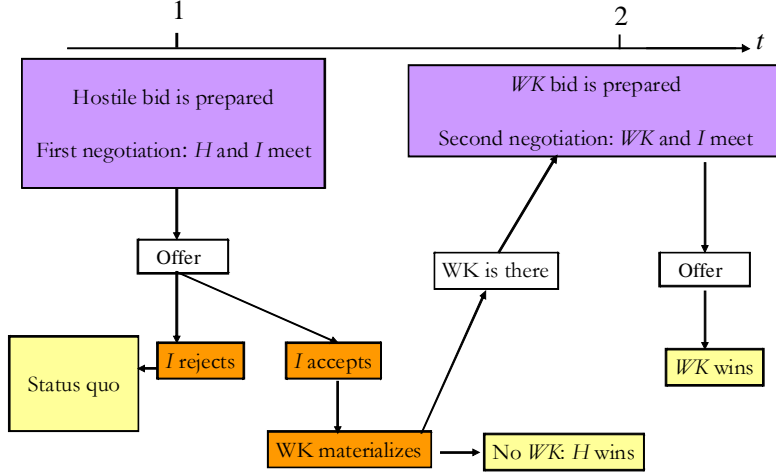 1
2
t
Hostile bid is prepared
First negotiation: H and I meet
WK bid is prepared
Second negotiation: WK and I meet
Offer
WK is there
Offer
Status quo
I rejects
I accepts
WK wins
WK materializes
No WK: H wins